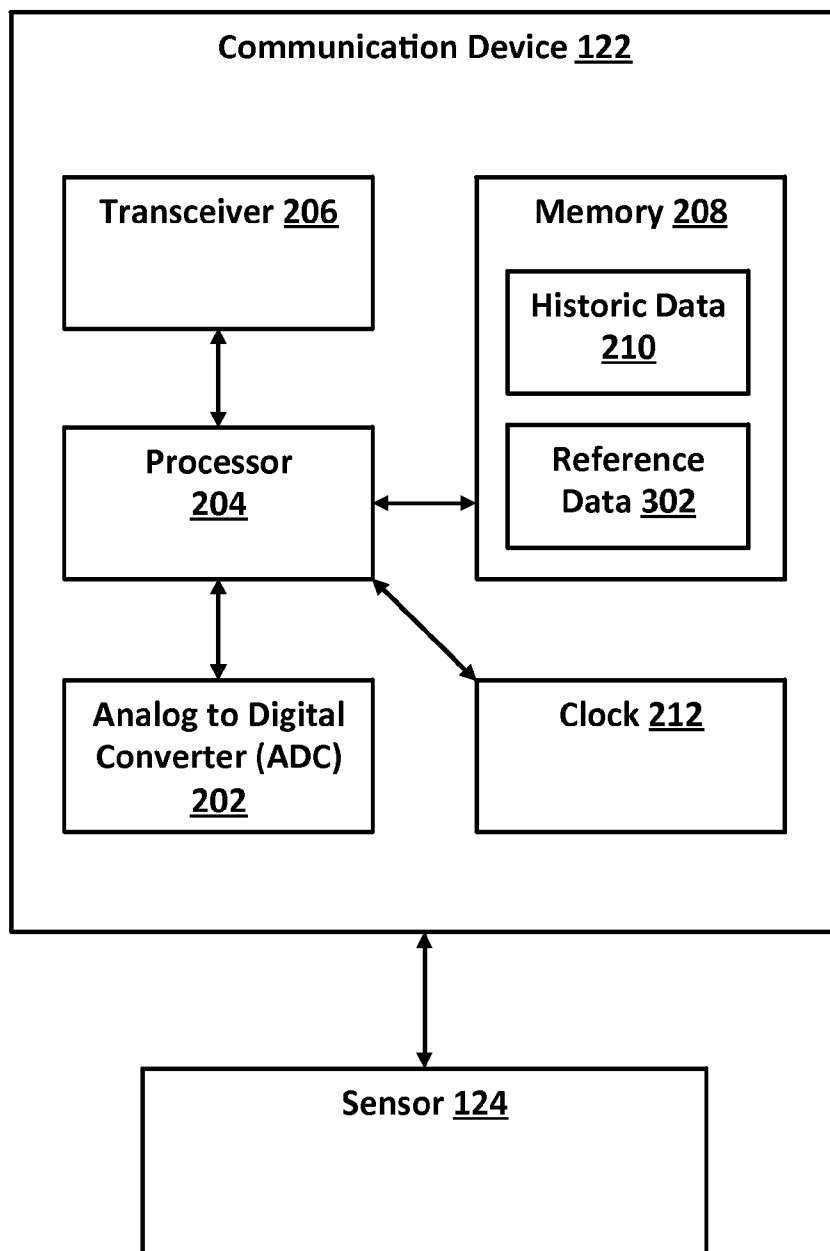 Communication Device 122
Transceiver 206
Memory 208
Historic Data
210
Processor
204
Reference
Data 302
Analog to Digital
Converter (ADC)
202
Clock 212
Sensor 124